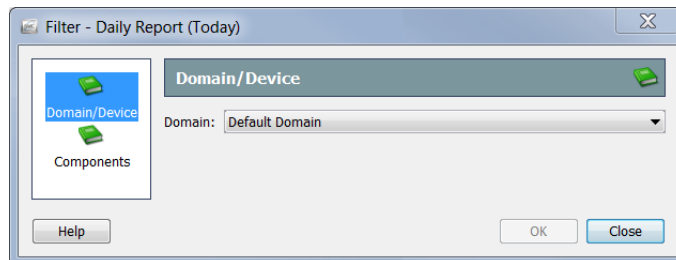 Filter - Daily Report (Today)
Domain/Device
Domain/Device
Domain: Default Domain
Components
Help
OK
Close